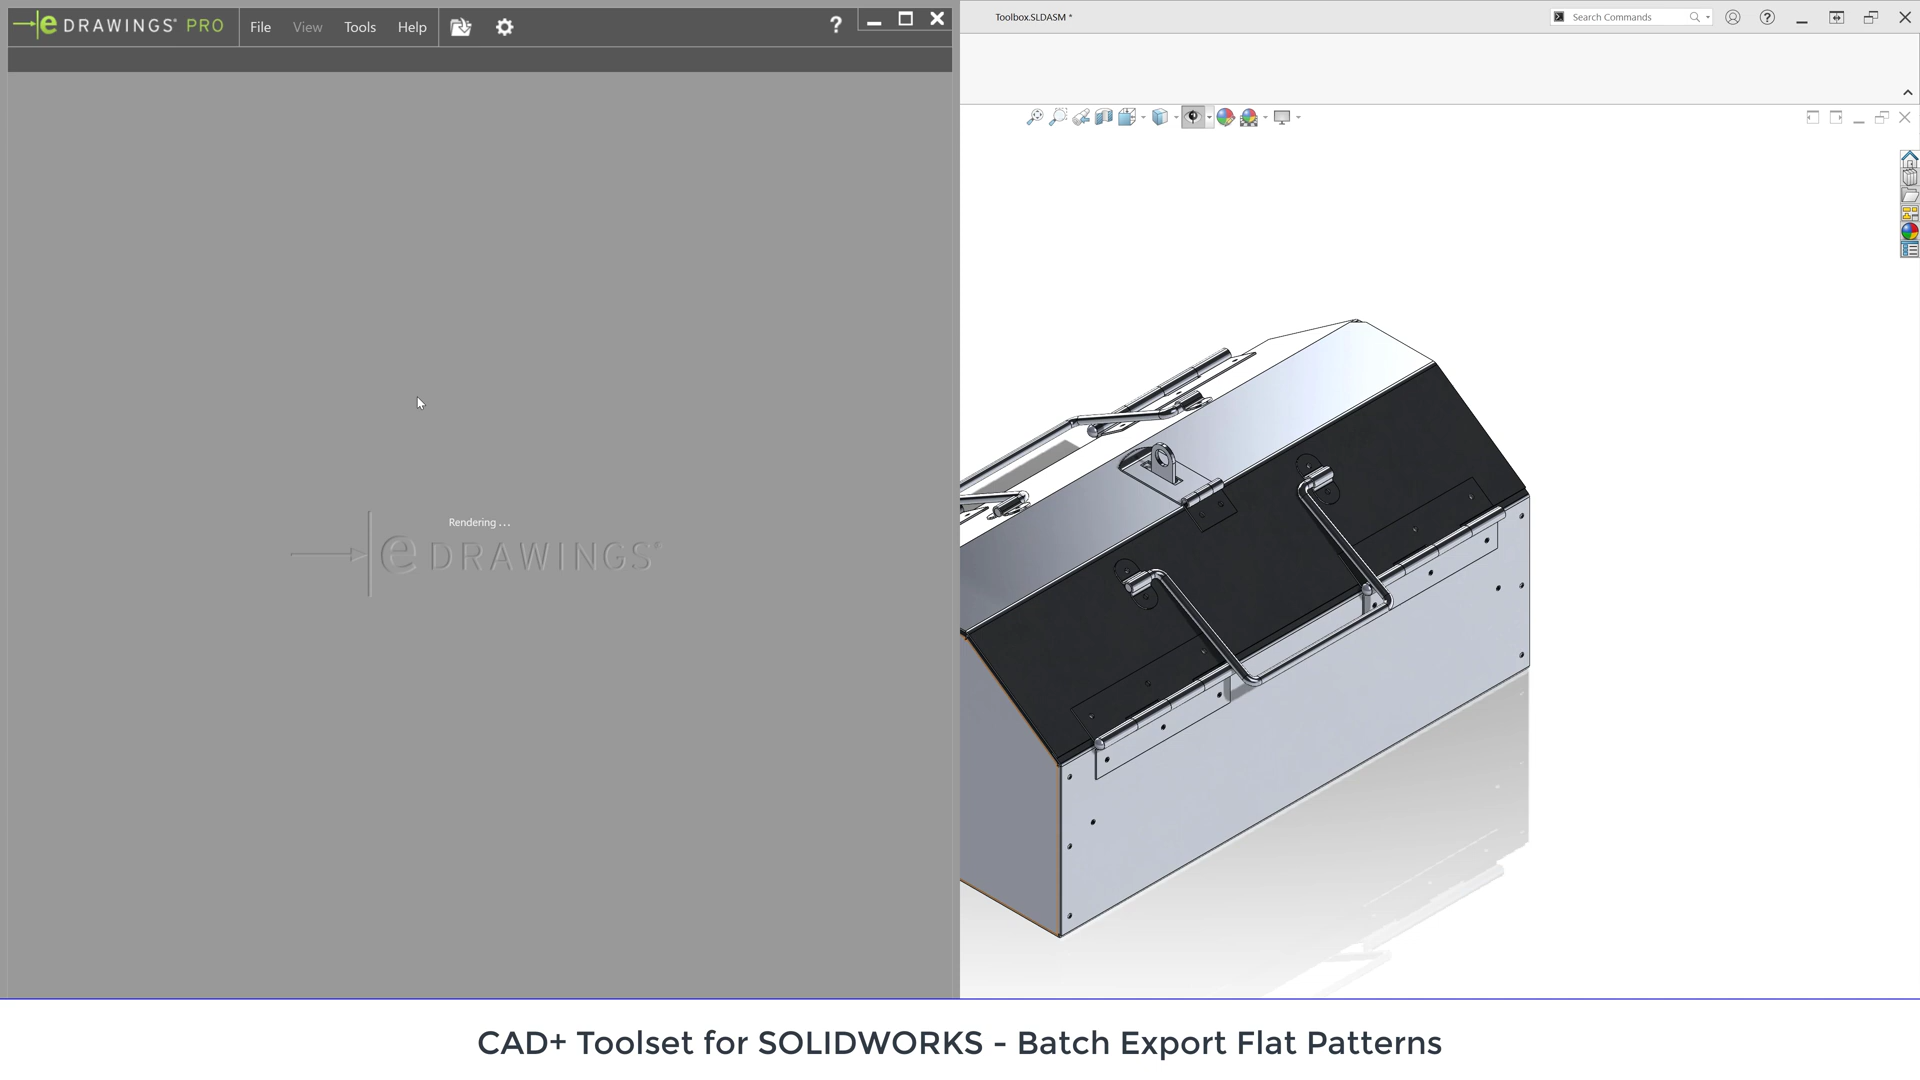 eDRAWINGS® PRO File View Tools Help ?
Toolbox.SLDASM *
Search Commands
Rendering ...
eDRAWINGS®
CAD+ Toolset for SOLIDWORKS - Batch Export Flat Patterns